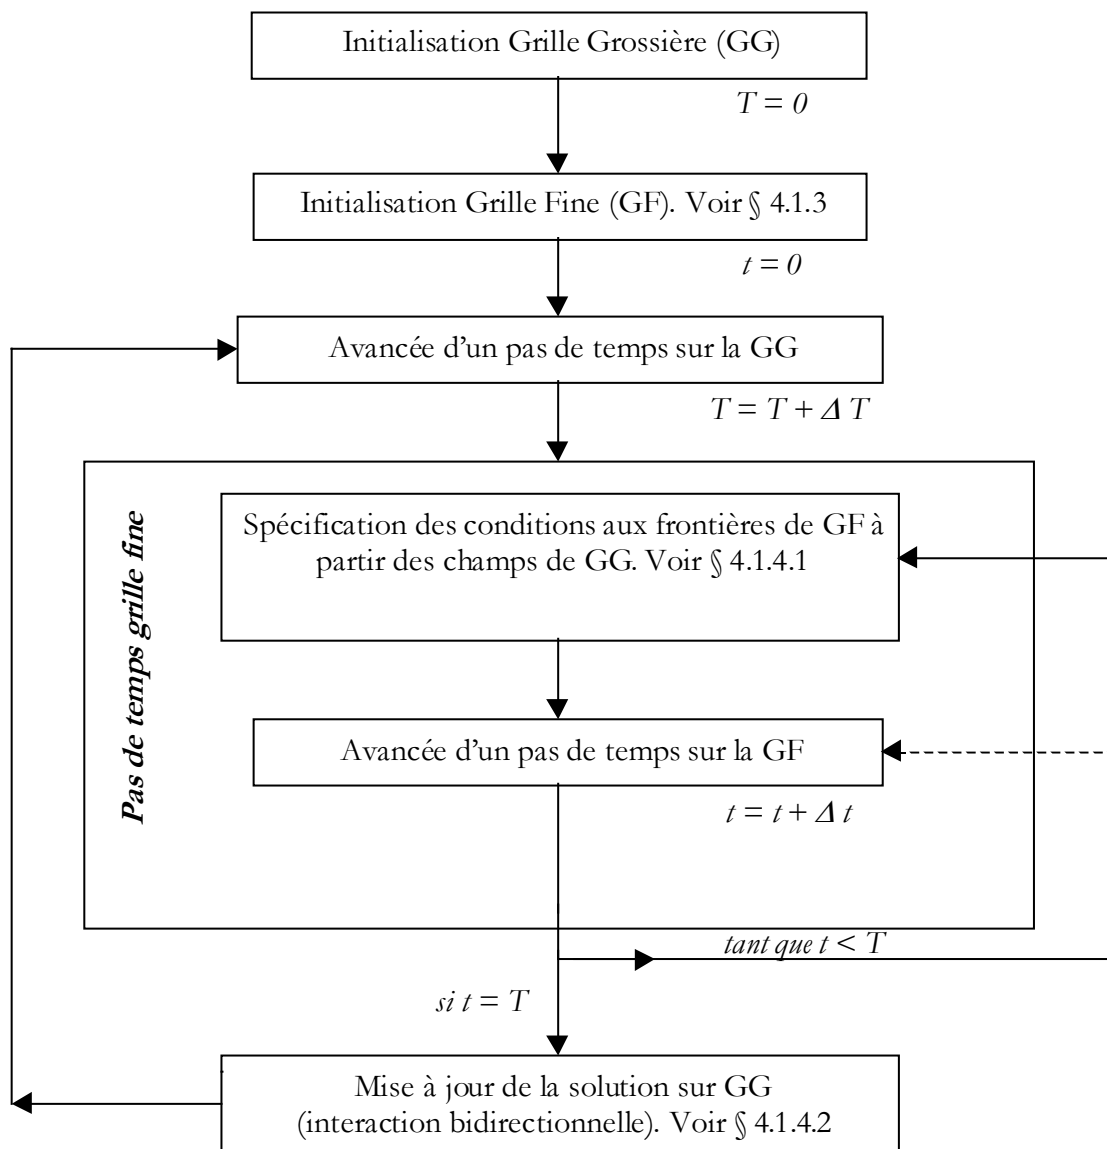 Initialisation Grille Grossière (GG)
T = 0
Initialisation Grille Fine (GF). Voir § 4.1.3
t = 0
Avancée d'un pas de temps sur la GG
T = T + Δ T
Pas de temps grille fine
Spécification des conditions aux frontières de GF à
partir des champs de GG. Voir § 4.1.4.1
Avancée d'un pas de temps sur la GF
t = t + Δ t
tant que t < T
si t = T
Mise à jour de la solution sur GG
(interaction bidirectionnelle). Voir § 4.1.4.2